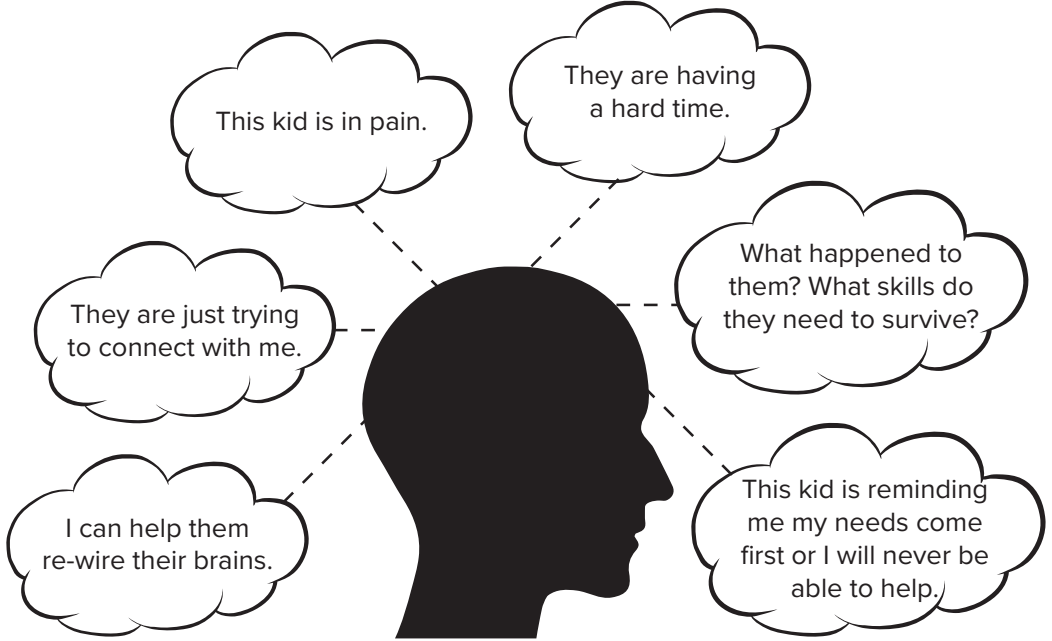 This kid is in pain.
They are having
a hard time.
They are just trying
to connect with me.
What happened to
them? What skills do
they need to survive?
I can help them
re-wire their brains.
This kid is reminding
me my needs come
first or I will never be
able to help.